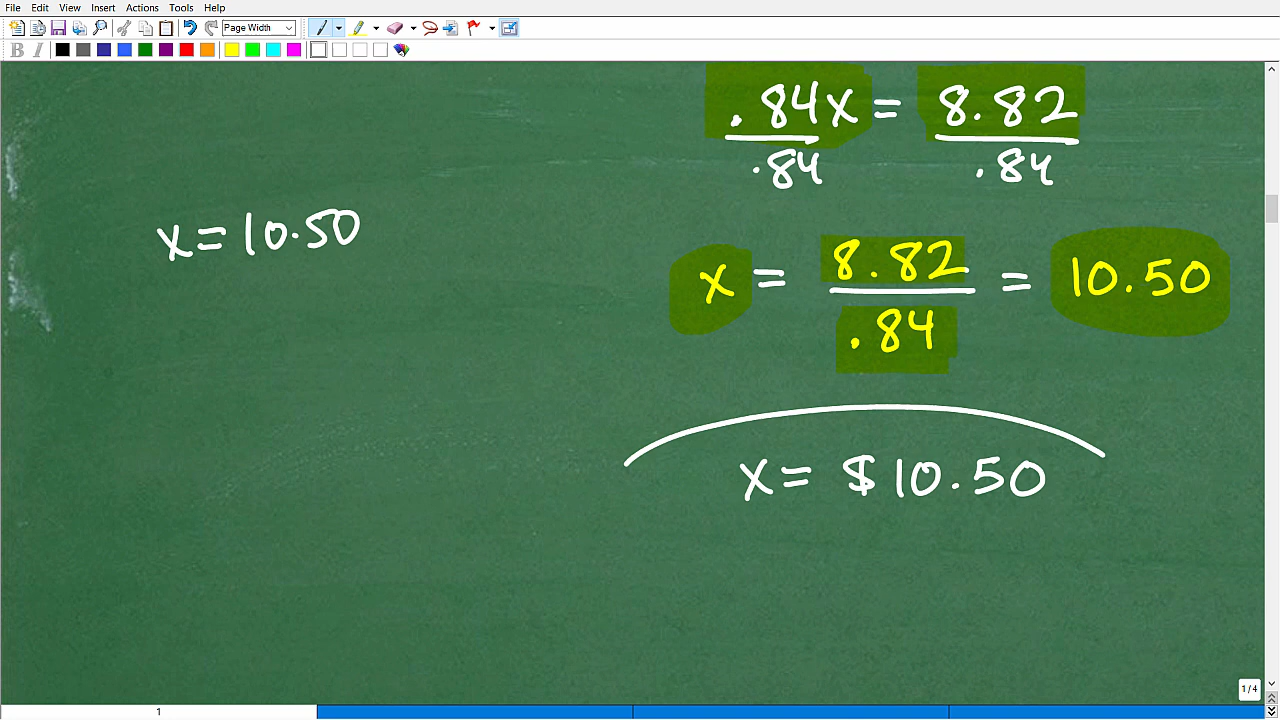 File Edit View Insert Actions Tools Help
Page Width
B I
.84x = 8.82
.84 .84
x = 10.50
x = 8.82 = 10.50
.84
x = $10.50
1/4
1